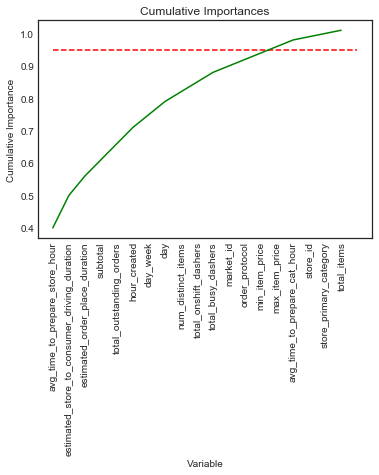 Cumulative Importances
Cumulative Importance
1.0
0.9
0.8
0.7
0.6
0.5
0.4
avg_time_to_prepare_store_hour
estimated_store_to_consumer_driving_duration
estimated_order_place_duration
subtotal
total_outstanding_orders
hour_created
day_week
day
num_distinct_items
total_onshift_dashers
total_busy_dashers
market_id
order_protocol
min_item_price
max_item_price
avg_time_to_prepare_cat_hour
store_id
store_primary_category
total_items
Variable